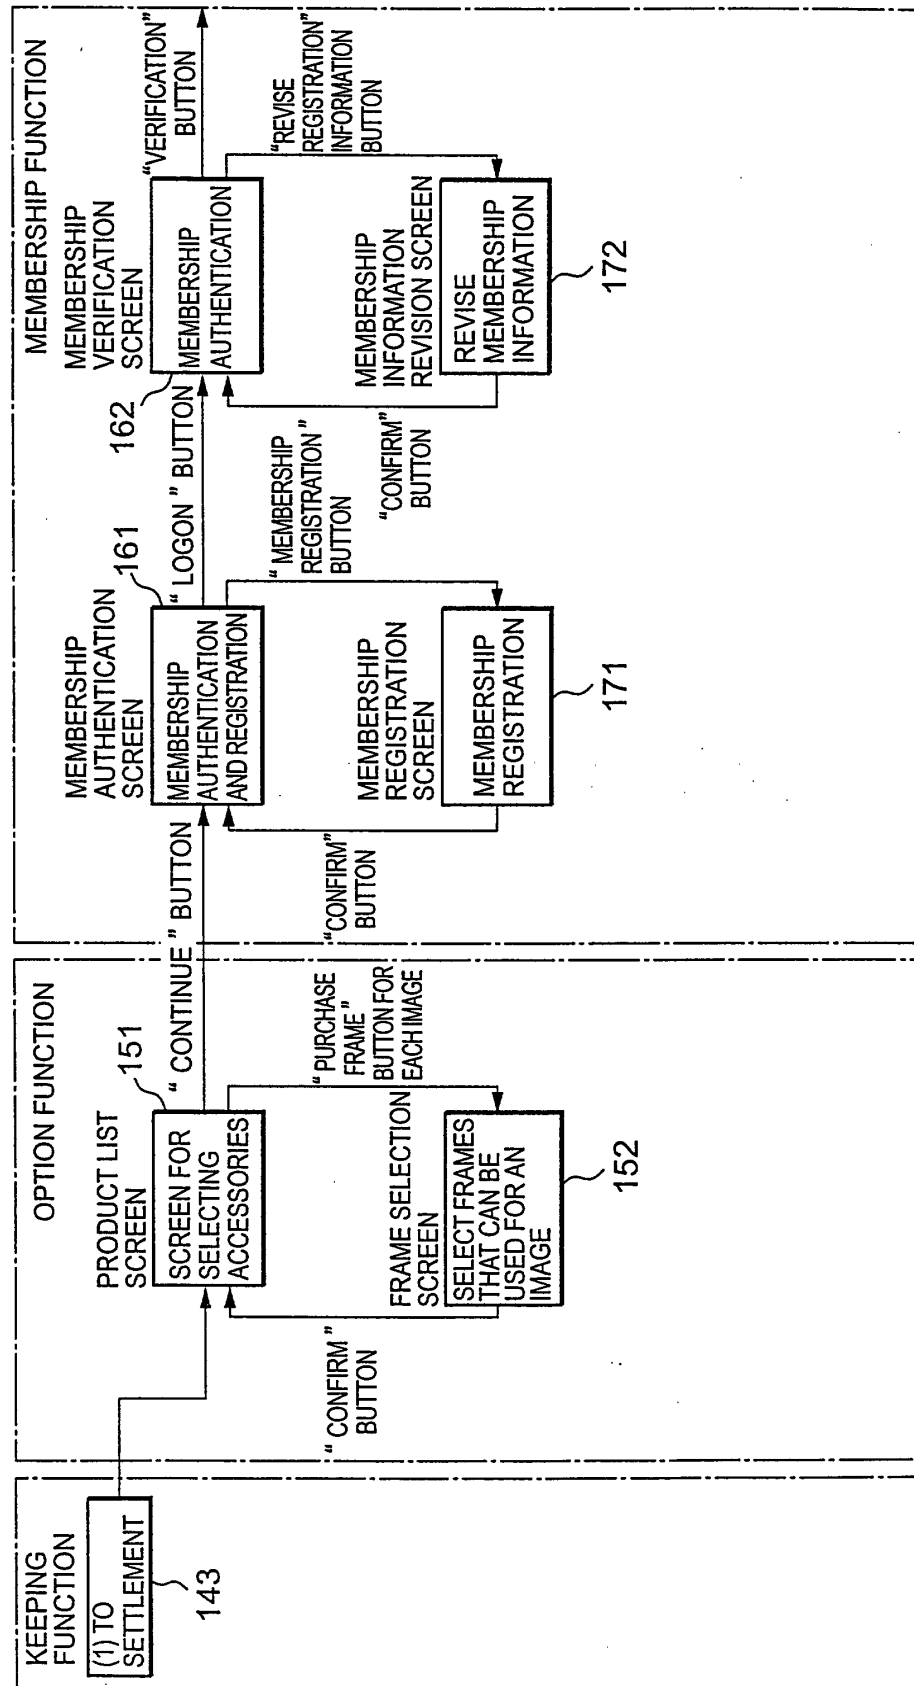 KEEPING
FUNCTION
(1) TO
SETTLEMENT
143
OPTION FUNCTION
PRODUCT LIST
SCREEN
151
SCREEN FOR
SELECTING
ACCESSORIES
“ CONTINUE ” BUTTON
“ PURCHASE
FRAME”
BUTTON FOR
EACH IMAGE
FRAME SELECTION
SCREEN
SELECT FRAMES
THAT CAN BE
USED FOR AN
IMAGE
152
“ CONFIRM ”
BUTTON
MEMBERSHIP FUNCTION
MEMBERSHIP
AUTHENTICATION
SCREEN
161
MEMBERSHIP
AUTHENTICATION
AND REGISTRATION
“ LOGON ” BUTTON
“ MEMBERSHIP
REGISTRATION ”
BUTTON
MEMBERSHIP
REGISTRATION
SCREEN
MEMBERSHIP
REGISTRATION
171
“CONFIRM”
BUTTON
MEMBERSHIP
VERIFICATION
SCREEN
162
MEMBERSHIP
AUTHENTICATION
“VERIFICATION”
BUTTON
“REVISE
REGISTRATION”
INFORMATION
BUTTON
MEMBERSHIP
INFORMATION
REVISION SCREEN
REVISE
MEMBERSHIP
INFORMATION
172
“CONFIRM”
BUTTON